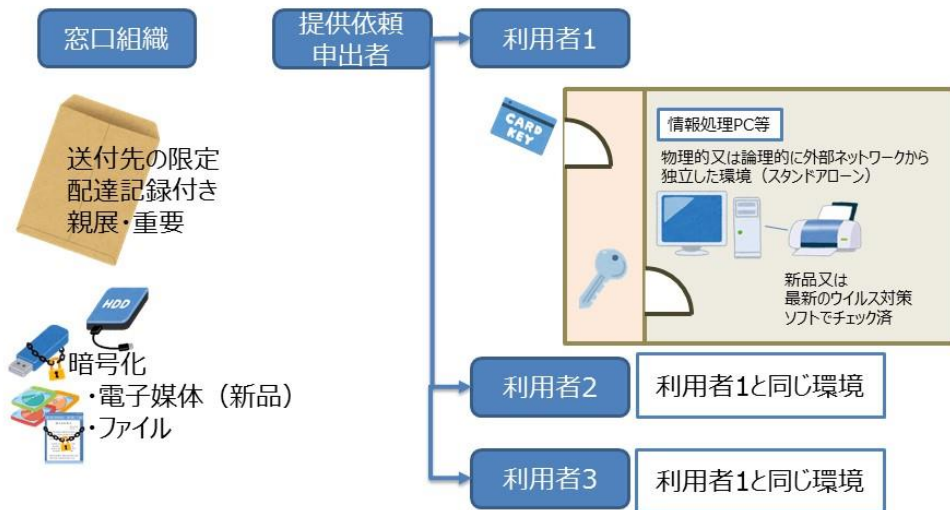 窓口組織
提供依頼
申出者
利用者1
送付先の限定
配達記録付き
親展・重要
CARD
KEY
情報処理PC等
物理的又は論理的に外部ネットワークから
独立した環境（スタンドアローン）
新品又は
最新のウイルス対策
ソフトでチェック済
HDD
暗号化
・電子媒体（新品）
・ファイル
利用者2
利用者1と同じ環境
利用者3
利用者1と同じ環境